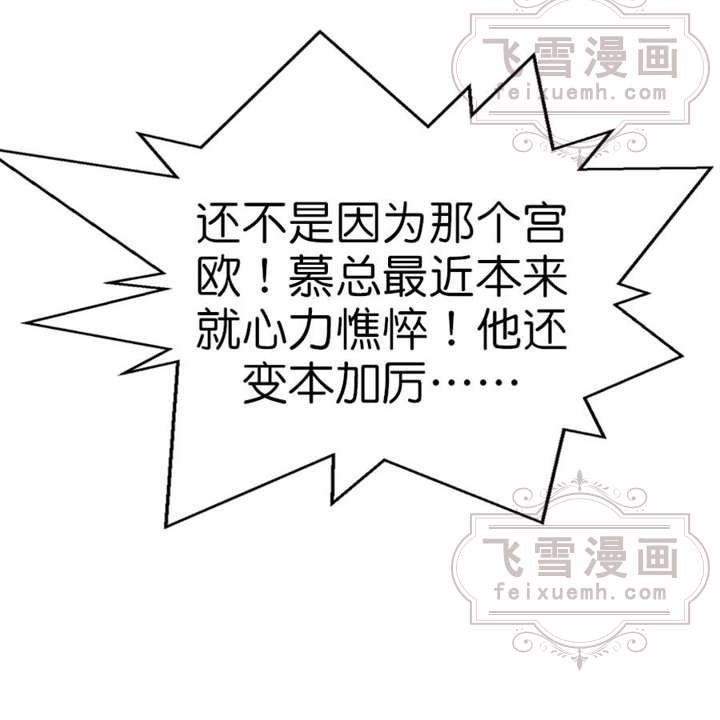 飞雪漫画
feixuemh.com
还不是因为那个宫
欧！慕总最近本来
就心力憔悴！他还
变本加厉……
飞雪漫画
feixuemh.com